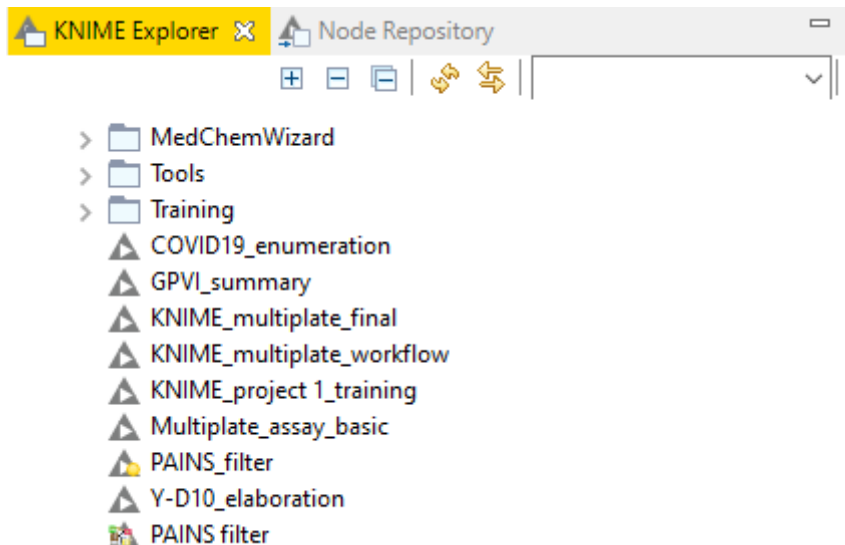 KNIME Explorer Node Repository
MedChemWizard
Tools
Training
COVID19_enumeration
GPVI_summary
KNIME_multiplate_final
KNIME_multiplate_workflow
KNIME_project 1_training
Multiplate_assay_basic
PAINS_filter
Y-D10_elaboration
PAINS filter